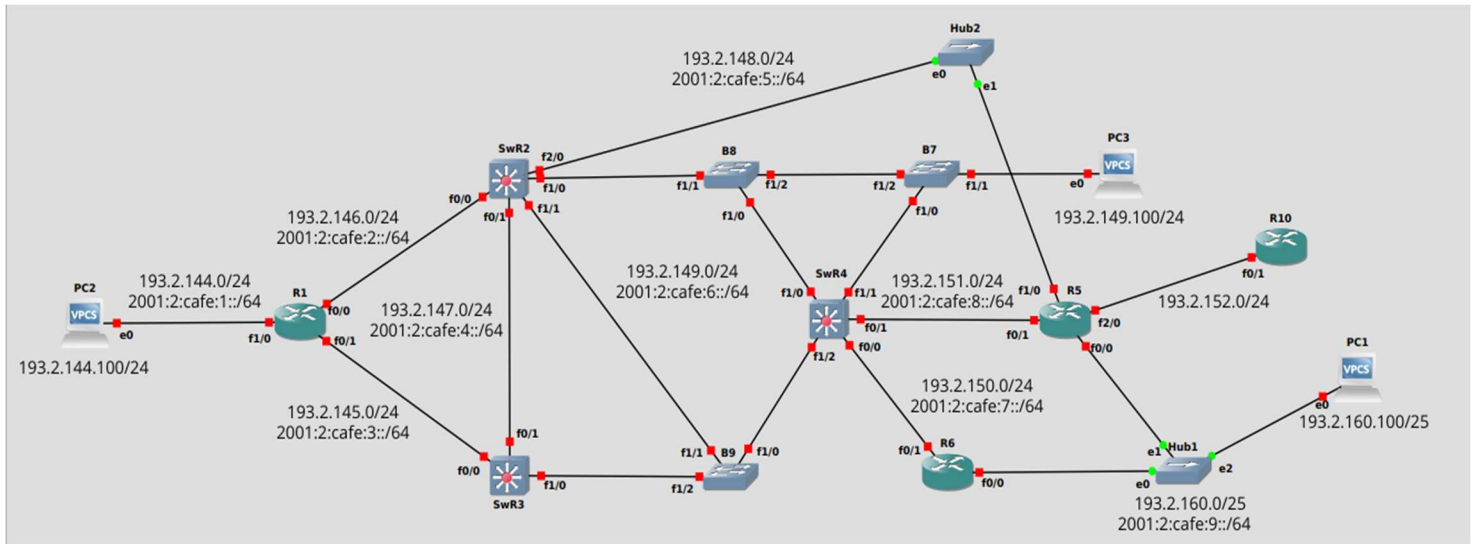 Hub2
193.2.148.0/24
2001:2:cafe:5::/64
e0
e1
PC3
SwR2
B8
B7
f2/0
VPCS
f1/0
f1/1
f1/2
f1/2
f1/1
e0
f0/0
f0/1
f1/1
f1/0
f1/0
193.2.146.0/24
2001:2:cafe:2::/64
193.2.149.100/24
R10
f0/1
193.2.149.0/24
2001:2:cafe:6::/64
SwR4
193.2.151.0/24
2001:2:cafe:8::/64
f1/0
f1/1
f1/0
R5
f2/0
193.2.152.0/24
PC2
193.2.144.0/24
2001:2:cafe:1::/64
R1
193.2.147.0/24
2001:2:cafe:4::/64
VPCS
e0
f1/0
f0/0
f0/1
f0/1
f0/1
f0/0
f1/2
f0/0
PC1
VPCS
e0
193.2.144.100/24
193.2.150.0/24
2001:2:cafe:7::/64
193.2.160.100/25
193.2.145.0/24
2001:2:cafe:3::/64
f0/1
f0/0
f1/0
SwR3
f1/1
B9
f1/0
f1/2
f0/1
R6
f0/0
e1
Hub1
e0
e2
193.2.160.0/25
2001:2:cafe:9::/64